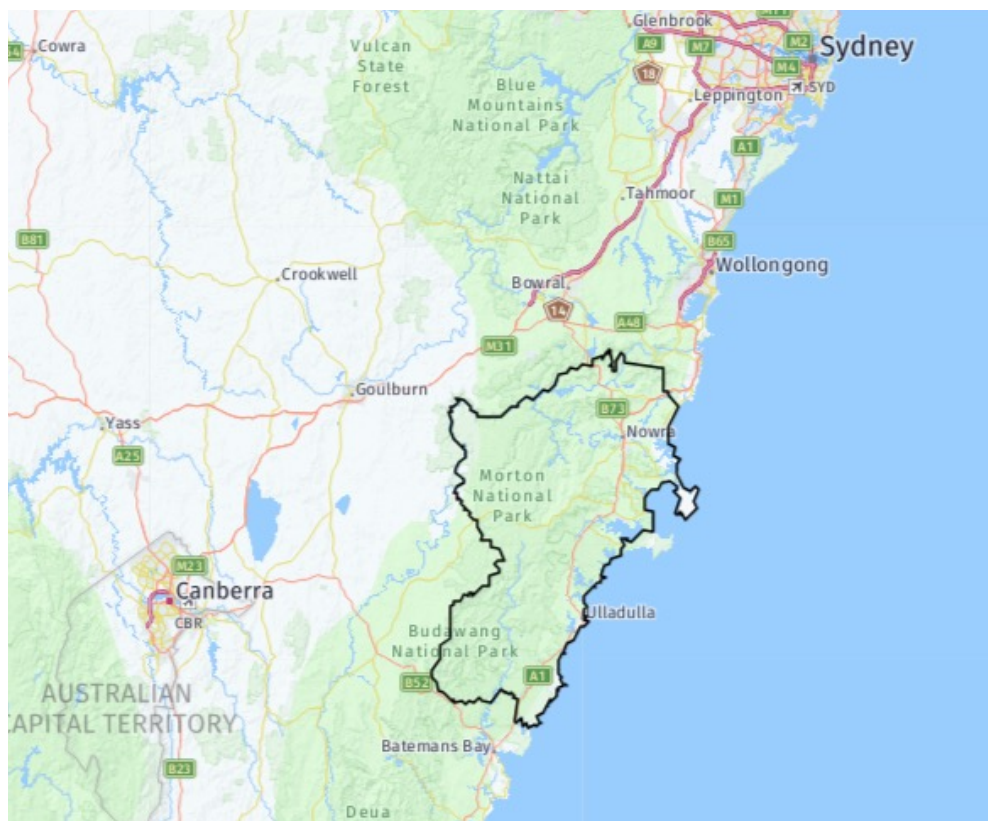 Glenbrook
A9
M7
M2
Sydney
Cowra
Vulcan
State
Forest
18
M4
SYD
Blue
Mountains
National Park
Leppington
A1
Nattai
National
Park
Tahmoor
M1
B81
B65
Wollongong
Crookwell
Bowral
14
A48
M31
Goulburn
B73
Yass
Nowra
A25
Morton
National
Park
M23
Canberra
CBR
Ulladulla
Budawang
National Park
B52
A1
AUSTRALIAN
CAPITAL TERRITORY
Batemans Bay
B23
Deua